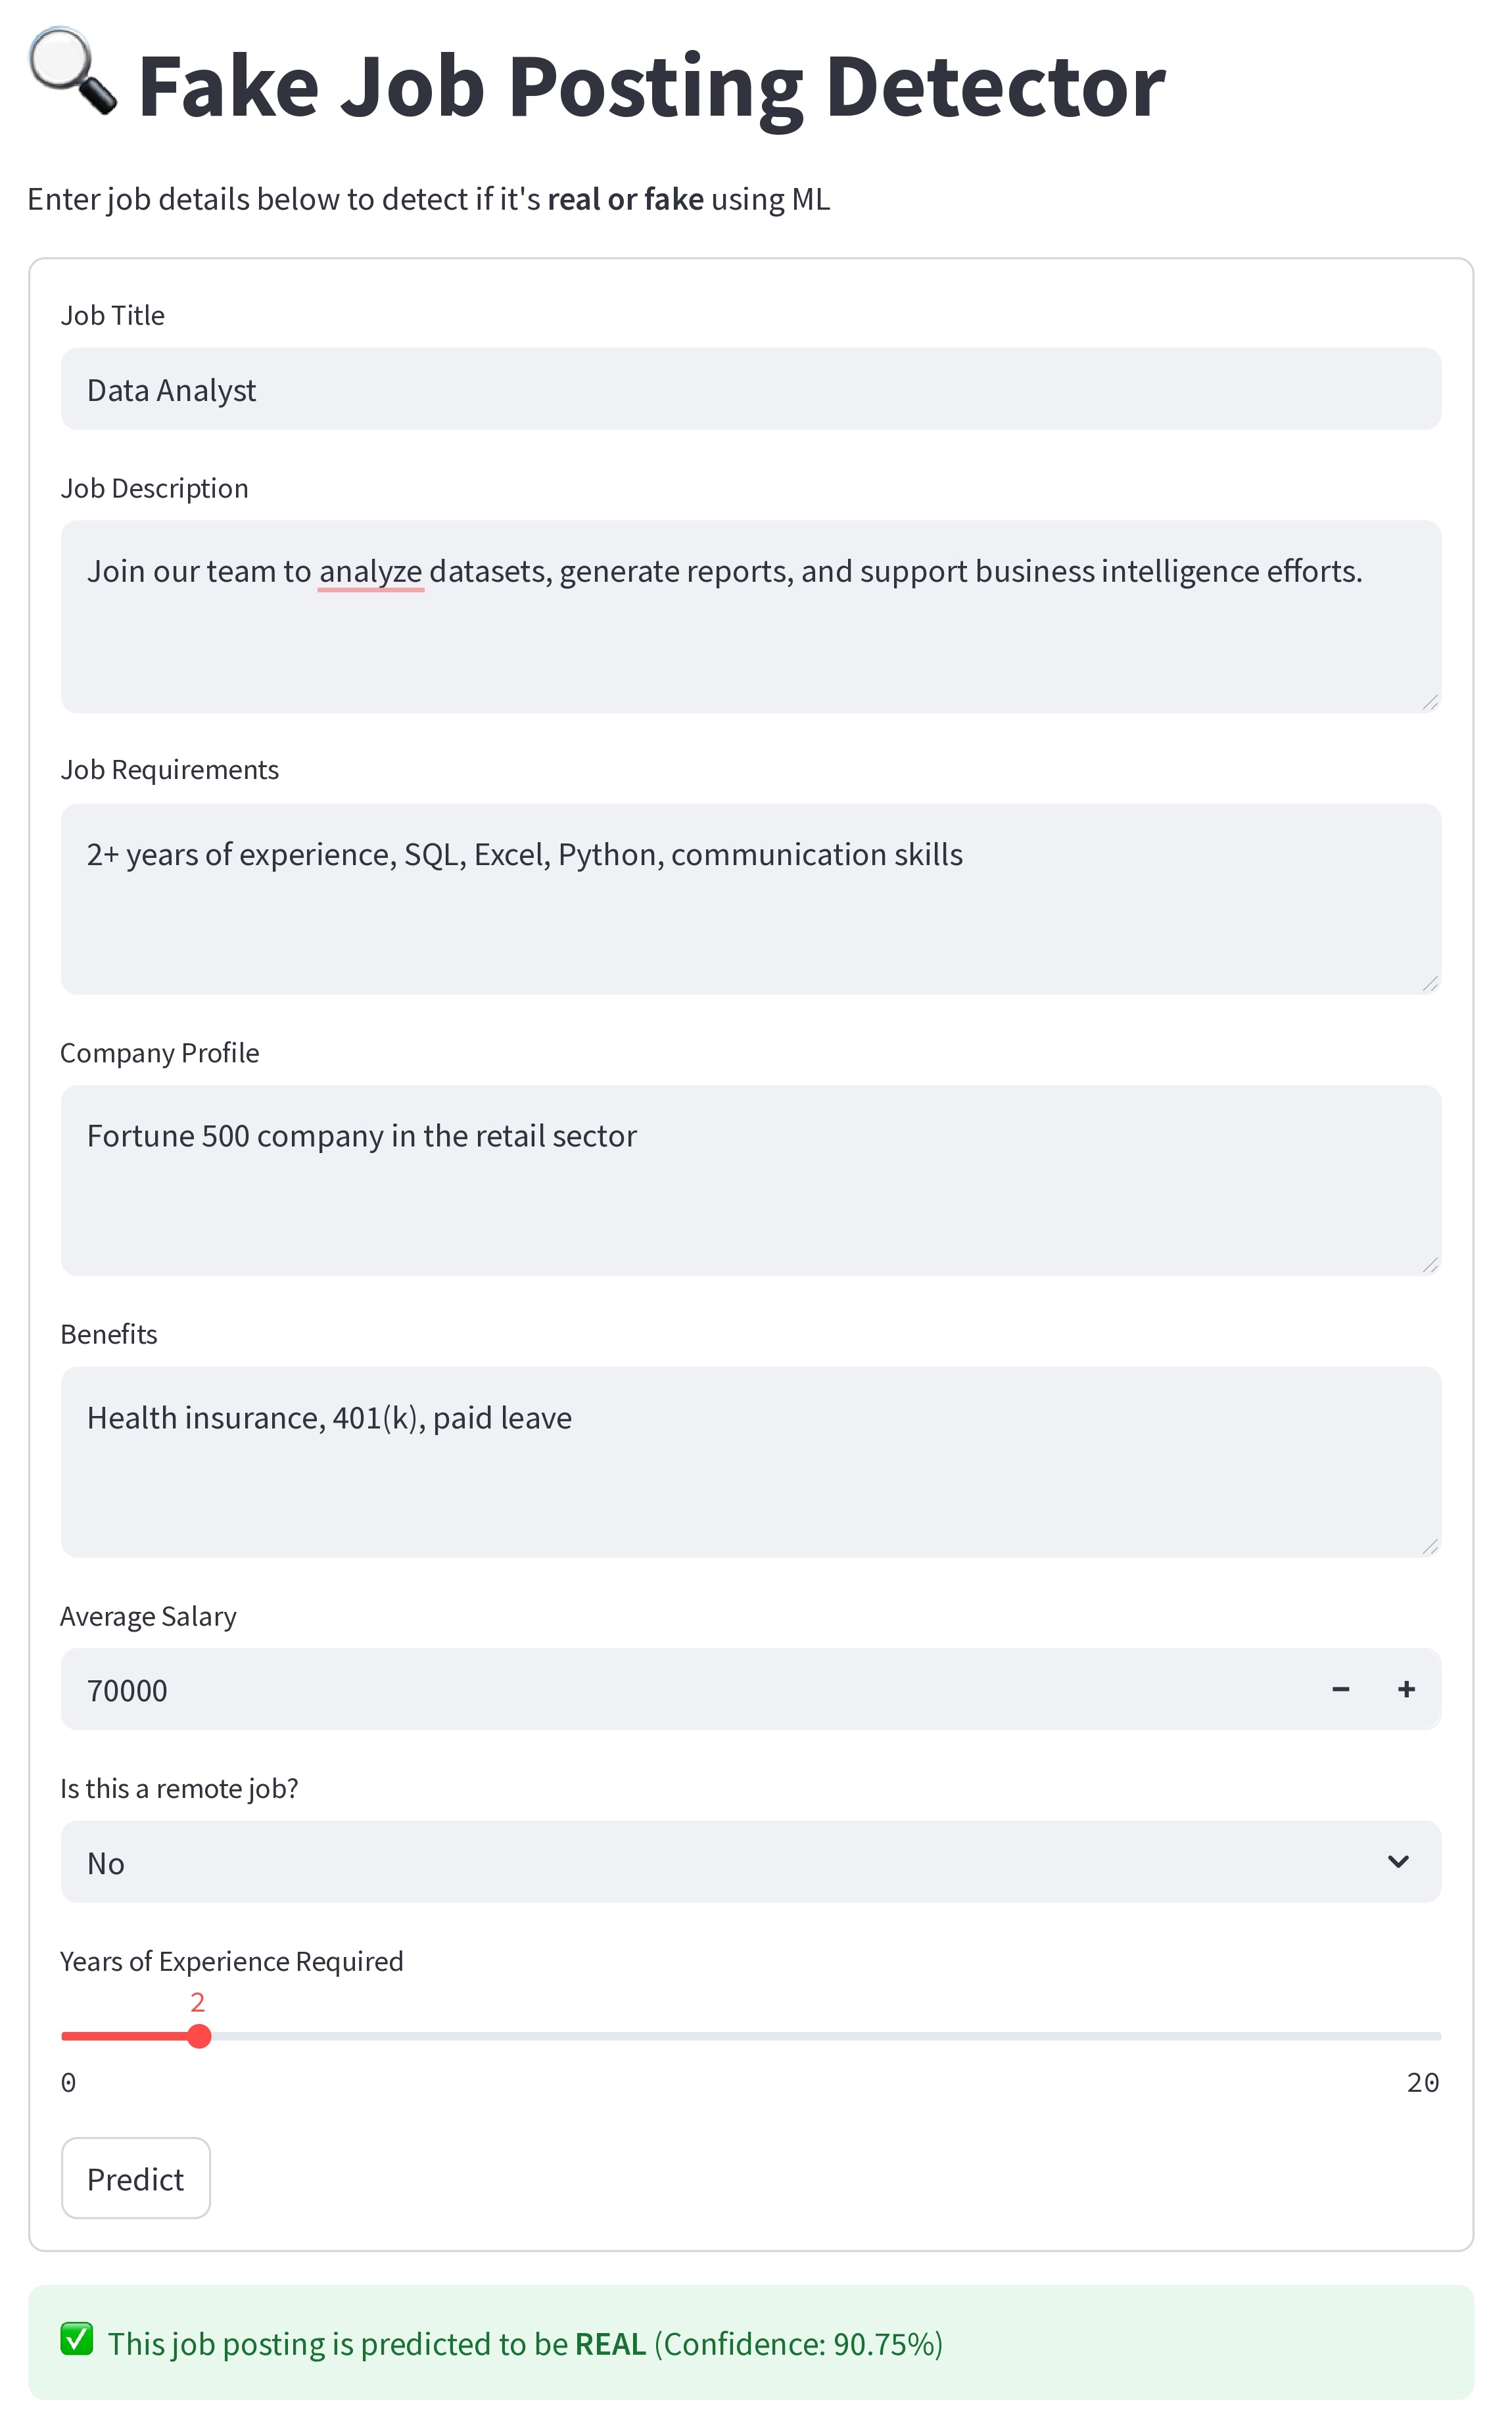 Fake Job Posting Detector
Enter job details below to detect if it's real or fake using ML
Job Title
Data Analyst
Job Description
Join our team to analyze datasets, generate reports, and support business intelligence efforts.
Job Requirements
2+ years of experience, SQL, Excel, Python, communication skills
Company Profile
Fortune 500 company in the retail sector
Benefits
Health insurance, 401(k), paid leave
Average Salary
70000
Is this a remote job?
No
Years of Experience Required
2
0 20
Predict
This job posting is predicted to be REAL (Confidence: 90.75%)